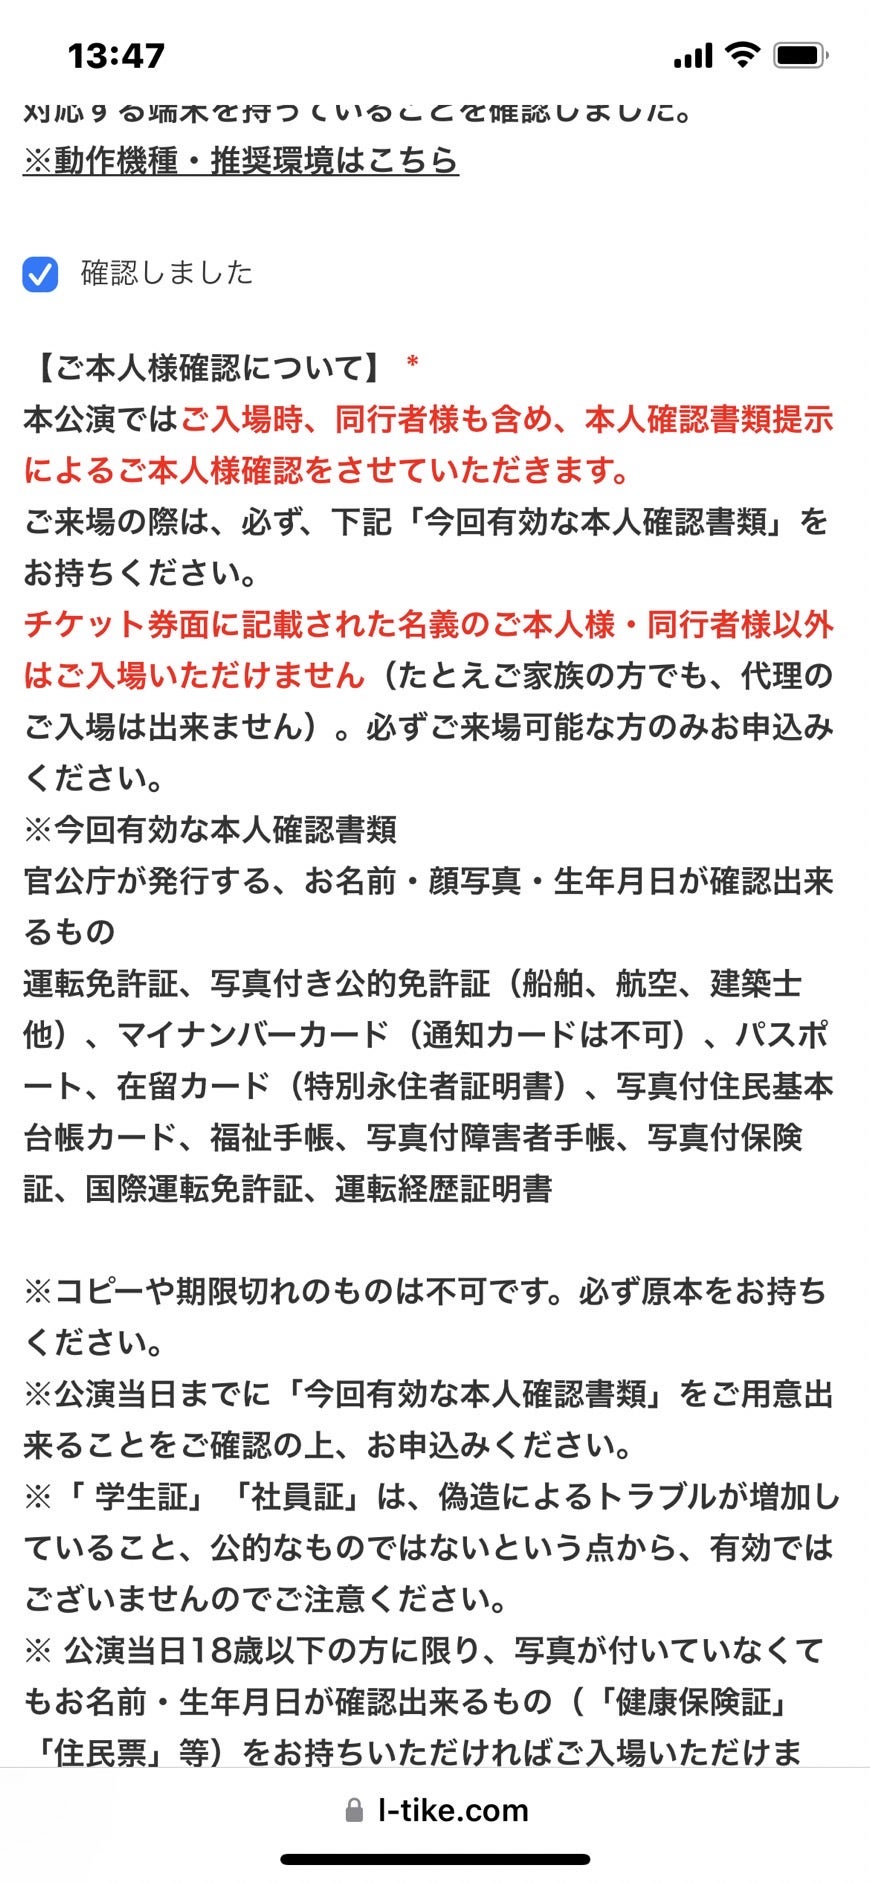 13:47
対応する端末を持っていることを確認しました。
※動作機種・推奨環境はこちら
確認しました
【ご本人様確認について】 *
本公演ではご入場時、同行者様も含め、本人確認書類提示
によるご本人様確認をさせていただきます。
ご来場の際は、必ず、下記「今回有効な本人確認書類」を
お持ちください。
チケット券面に記載された名義のご本人様・同行者様以外
はご入場いただけません（たとえご家族の方でも、代理の
ご入場は出来ません）。必ずご来場可能な方のみお申込み
ください。
※今回有効な本人確認書類
官公庁が発行する、お名前・顔写真・生年月日が確認出来
るもの
運転免許証、写真付き公的免許証（船舶、航空、建築士
他）、マイナンバーカード（通知カードは不可）、パスポ
ート、在留カード（特別永住者証明書）、写真付住民基本
台帳カード、福祉手帳、写真付障害者手帳、写真付保険
証、国際運転免許証、運転経歴証明書
※コピーや期限切れのものは不可です。必ず原本をお持ち
ください。
※公演当日までに「今回有効な本人確認書類」をご用意出
来ることをご確認の上、お申込みください。
※「 学生証」「社員証」は、偽造によるトラブルが増加し
ていること、公的なものではないという点から、有効では
ございませんのでご注意ください。
※ 公演当日18歳以下の方に限り、写真が付いていなくて
もお名前・生年月日が確認出来るもの（「健康保険証」
「住民票」等）をお持ちいただければご入場いただけま
l-tike.com